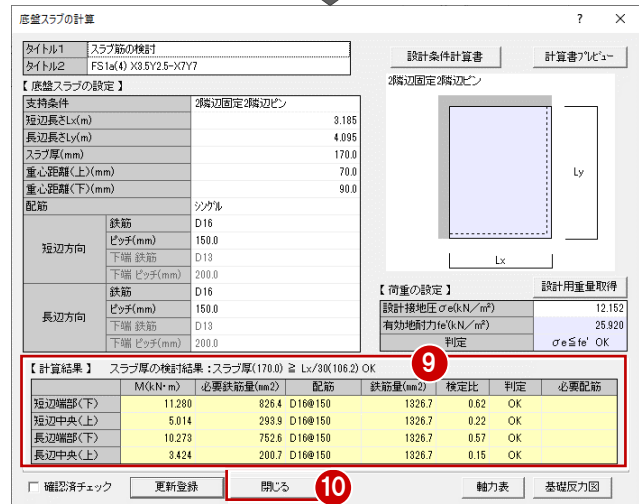 底盤スラブの計算 ? ×
タイトル1 スラブ筋の検討
タイトル2 FS1a(4) X3.5Y2.5-X7Y7
設計条件計算書 計算書プレビュー
【 底盤スラブの設定 】
支持条件 2隣辺固定2隣辺ピン
短辺長さLx(m) 3.185
長辺長さLy(m) 4.095
スラブ厚(mm) 170.0
重心距離(上)(mm) 70.0
重心距離(下)(mm) 90.0
配筋 シングル
短辺方向
鉄筋 D16
ピッチ(mm) 150.0
下端 鉄筋 D13
下端 ピッチ(mm) 200.0
長辺方向
鉄筋 D16
ピッチ(mm) 150.0
下端 鉄筋 D13
下端 ピッチ(mm) 200.0
2隣辺固定2隣辺ピン
Ly
Lx
【 荷重の設定 】 設計用重量取得
設計接地圧σe(kN/m²) 12.152
有効地耐力fe'(kN/m²) 25.920
判定 σe≦fe' OK
9
【 計算結果 】 スラブ厚の検討結果:スラブ厚(170.0) ≧ Lx/30(106.2) OK
M(kN・m) 必要鉄筋量(mm2) 配筋 鉄筋量(mm2) 検定比 判定 必要配筋
短辺端部(下) 11.280 826.4 D16@150 1326.7 0.62 OK
短辺中央(上) 5.014 293.9 D16@150 1326.7 0.22 OK
長辺端部(下) 10.273 752.6 D16@150 1326.7 0.57 OK
長辺中央(上) 3.424 200.7 D16@150 1326.7 0.15 OK
確認済チェック 更新登録 閉じる 10 軸力表 基礎反力図